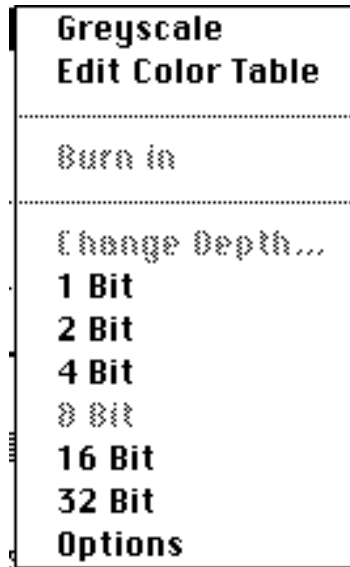 Greyscale
Edit Color Table
Burn in
Change Depth...
1 Bit
2 Bit
4 Bit
8 Bit
16 Bit
32 Bit
Options